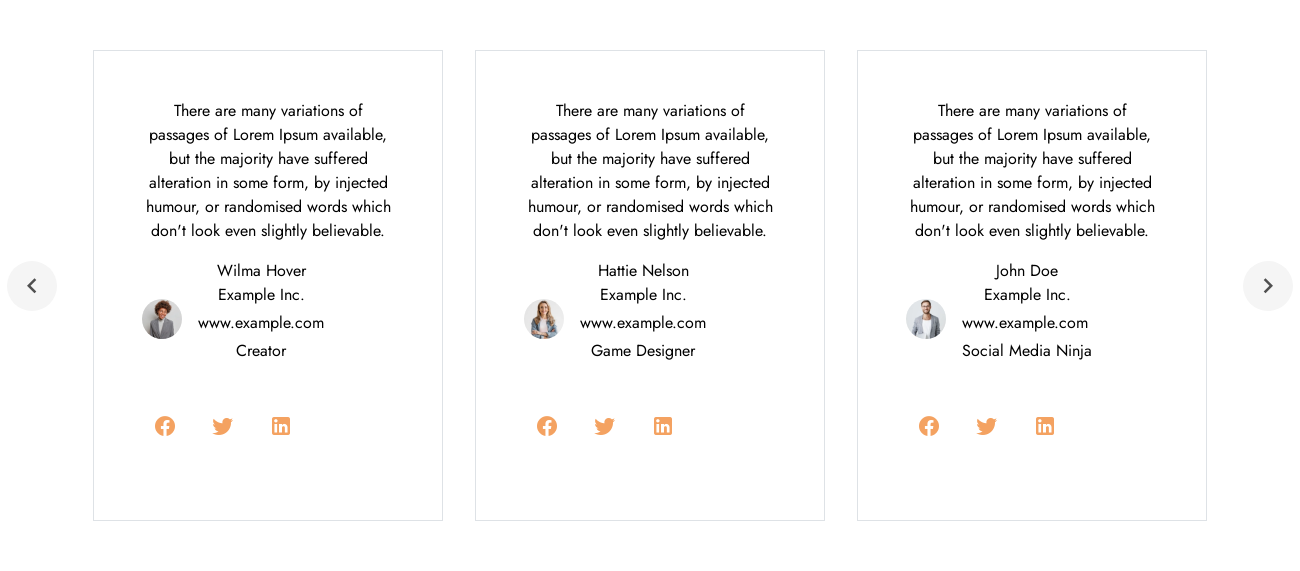 There are many variations of
passages of Lorem Ipsum available,
but the majority have suffered
alteration in some form, by injected
humour, or randomised words which
don't look even slightly believable.
Wilma Hover
Example Inc.
www.example.com
Creator
There are many variations of
passages of Lorem Ipsum available,
but the majority have suffered
alteration in some form, by injected
humour, or randomised words which
don't look even slightly believable.
Hattie Nelson
Example Inc.
www.example.com
Game Designer
There are many variations of
passages of Lorem Ipsum available,
but the majority have suffered
alteration in some form, by injected
humour, or randomised words which
don't look even slightly believable.
John Doe
Example Inc.
www.example.com
Social Media Ninja